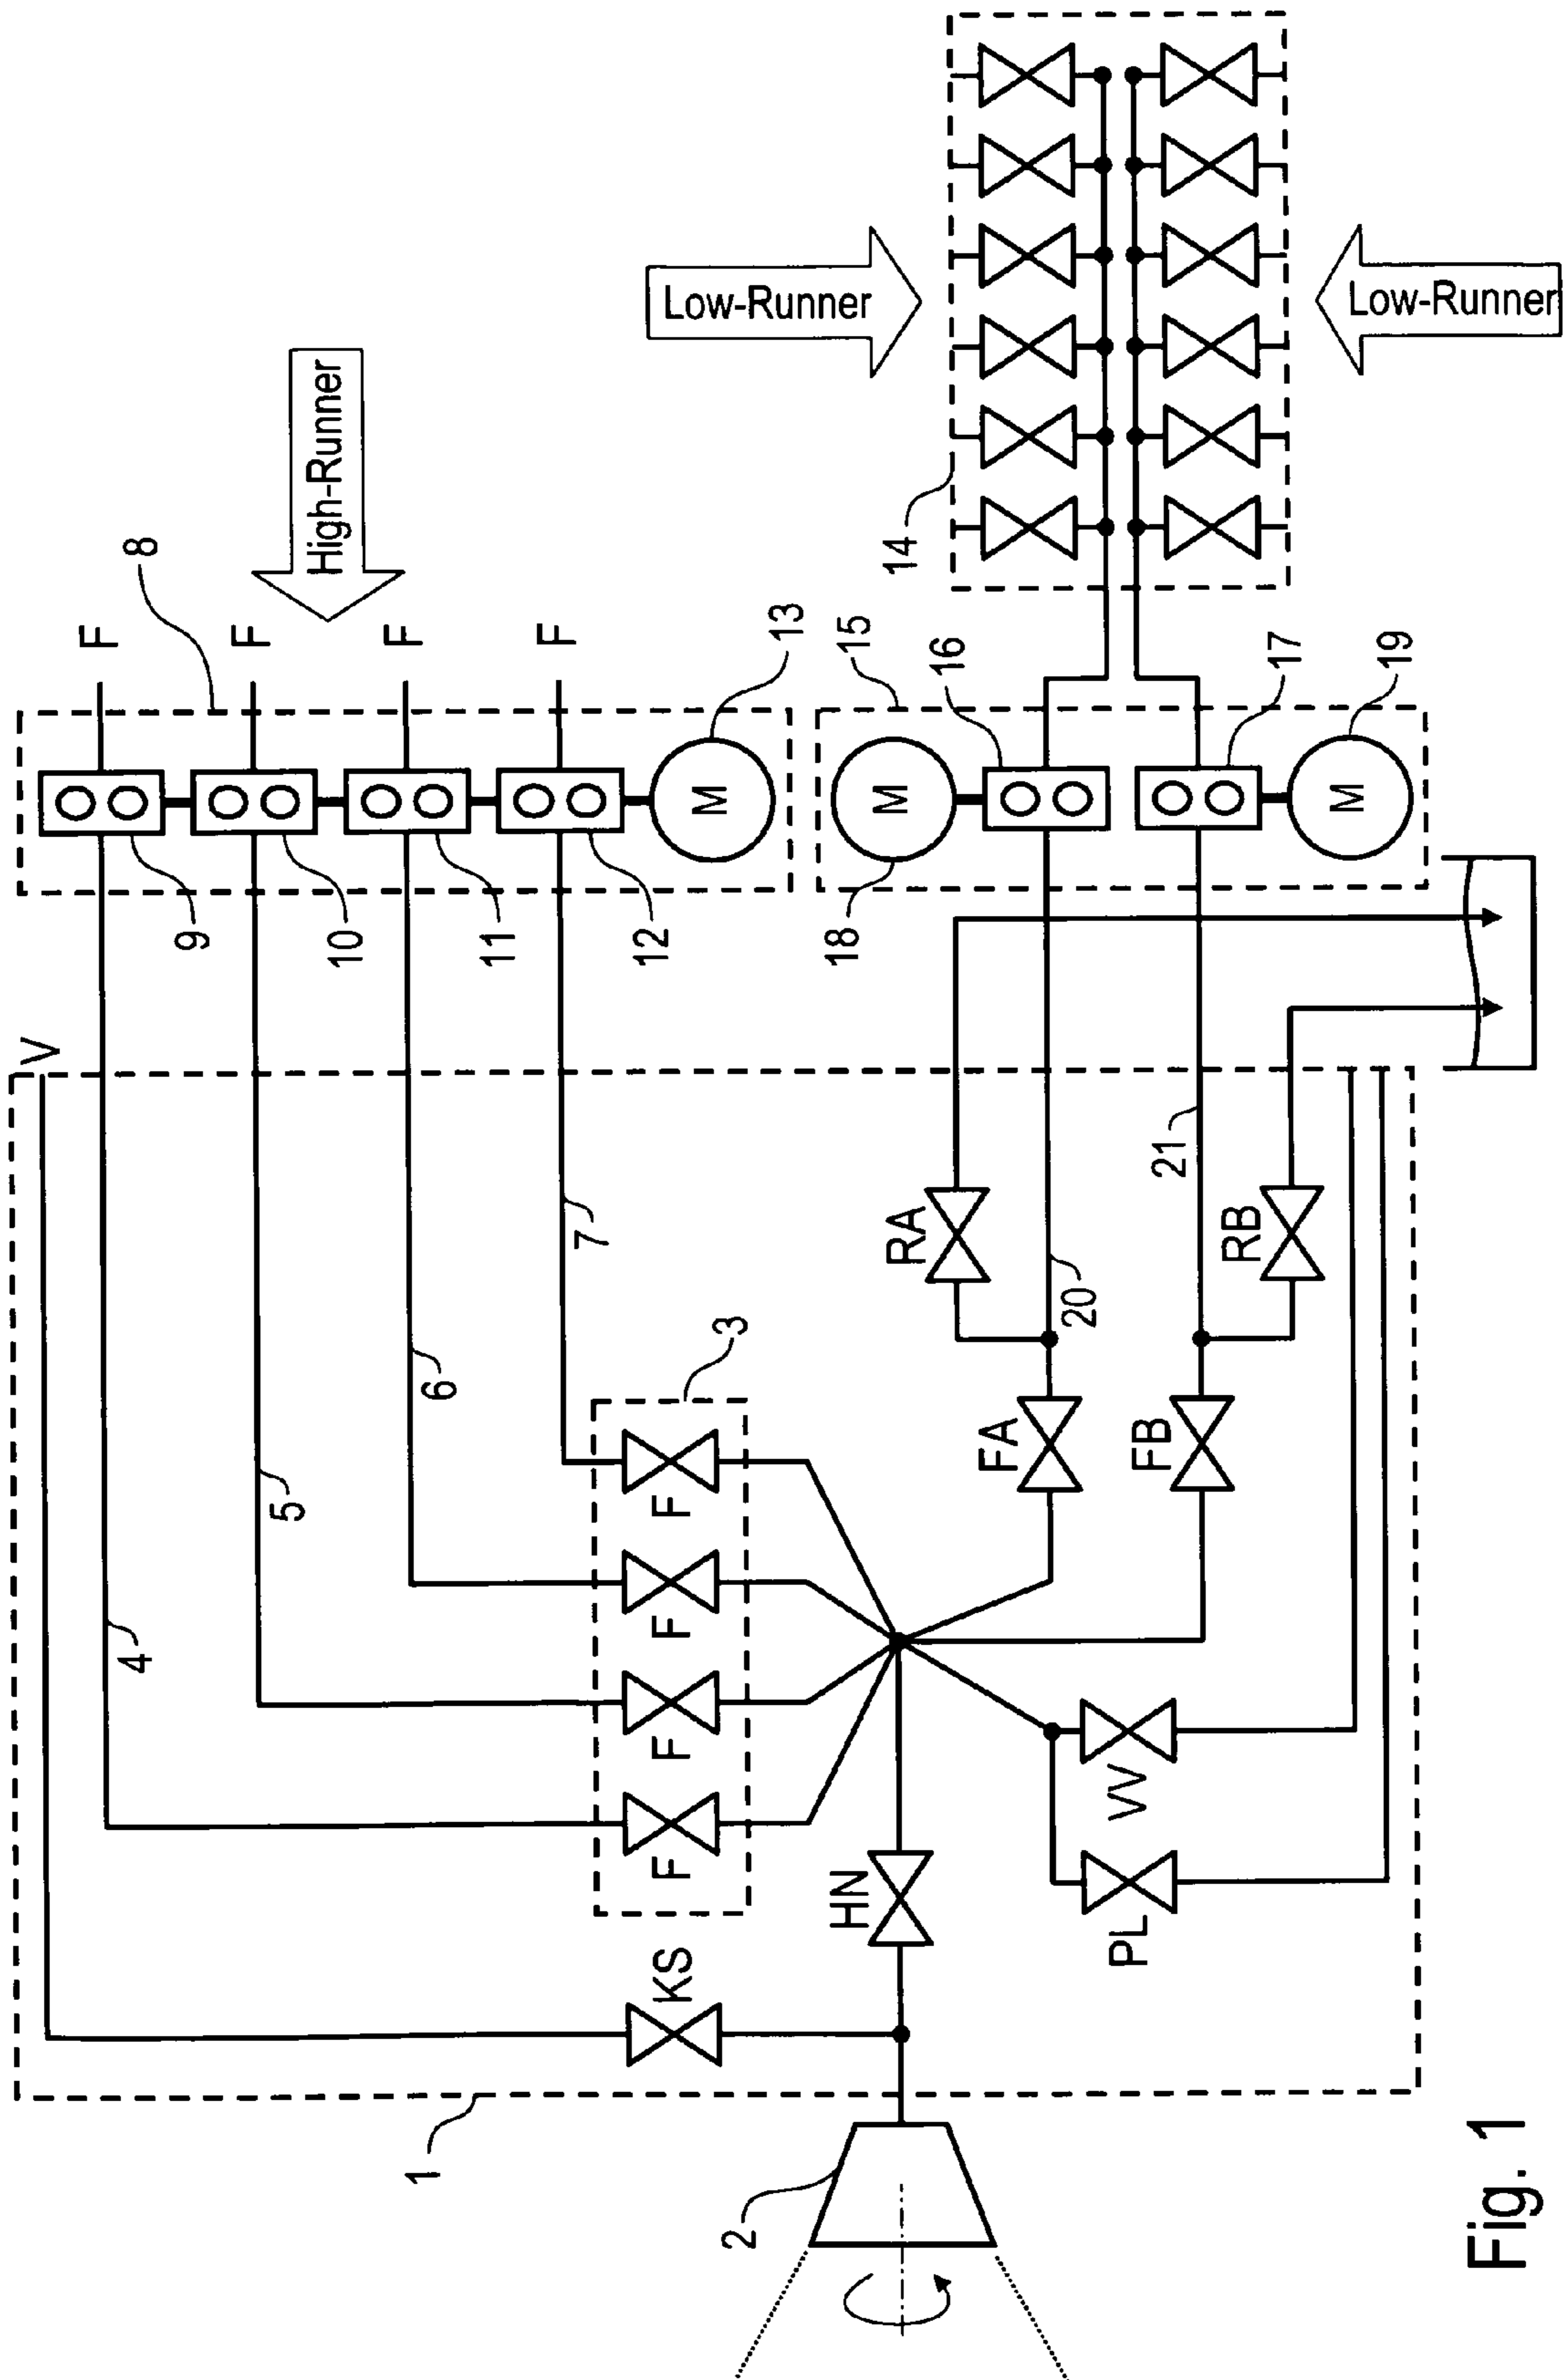 Low-Runner
Low-Runner
High-Runner
14
8
F
F
F
F
13
15
16
17
19
M
M
M
9
10
11
12
18
V
7
RA
20
21
RB
6
3
5
FA
FB
F
F
F
F
4
HN
VV
PL
KS
1
2
Fig. 1